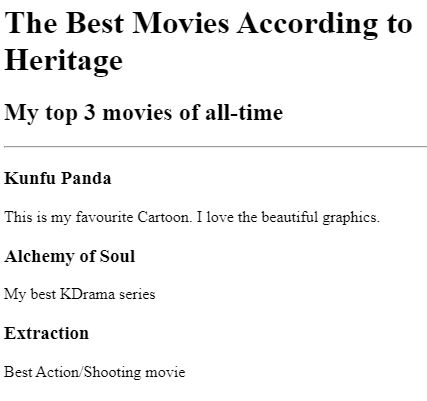 The Best Movies According to
Heritage
My top 3 movies of all-time
Kunfu Panda
This is my favourite Cartoon. I love the beautiful graphics.
Alchemy of Soul
My best KDrama series
Extraction
Best Action/Shooting movie